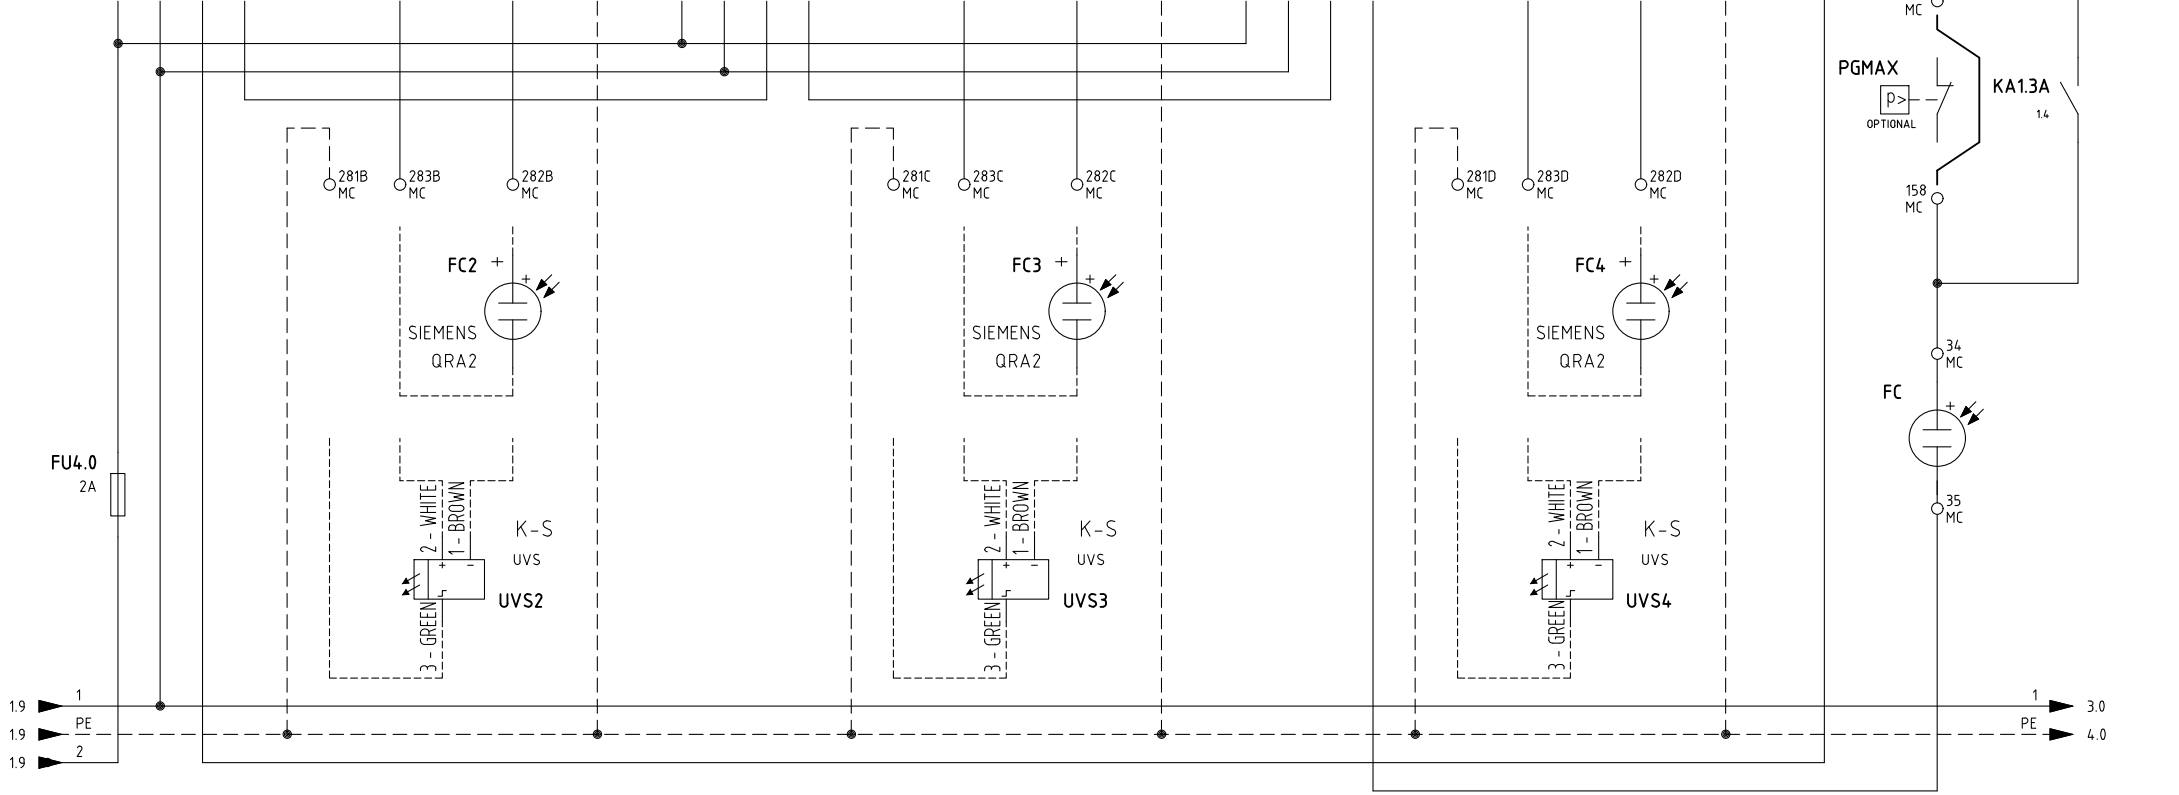 MC
PGMAX
KA1.3A
p>
1.4
OPTIONAL
281B
MC
283B
MC
282B
MC
281C
MC
283C
MC
282C
MC
281D
MC
283D
MC
282D
MC
158
MC
FC2 +
+
FC3 +
+
FC4 +
+
SIEMENS
QRA2
SIEMENS
QRA2
SIEMENS
QRA2
34
MC
FC
+
35
MC
FU4.0
2A
2 - WHITE
1 - BROWN
K-S
UVS
+ -
UVS2
3 - GREEN
2 - WHITE
1 - BROWN
K-S
UVS
+ -
UVS3
3 - GREEN
2 - WHITE
1 - BROWN
K-S
UVS
+ -
UVS4
3 - GREEN
1.9 1 1 3.0
1.9 PE PE 4.0
1.9 2